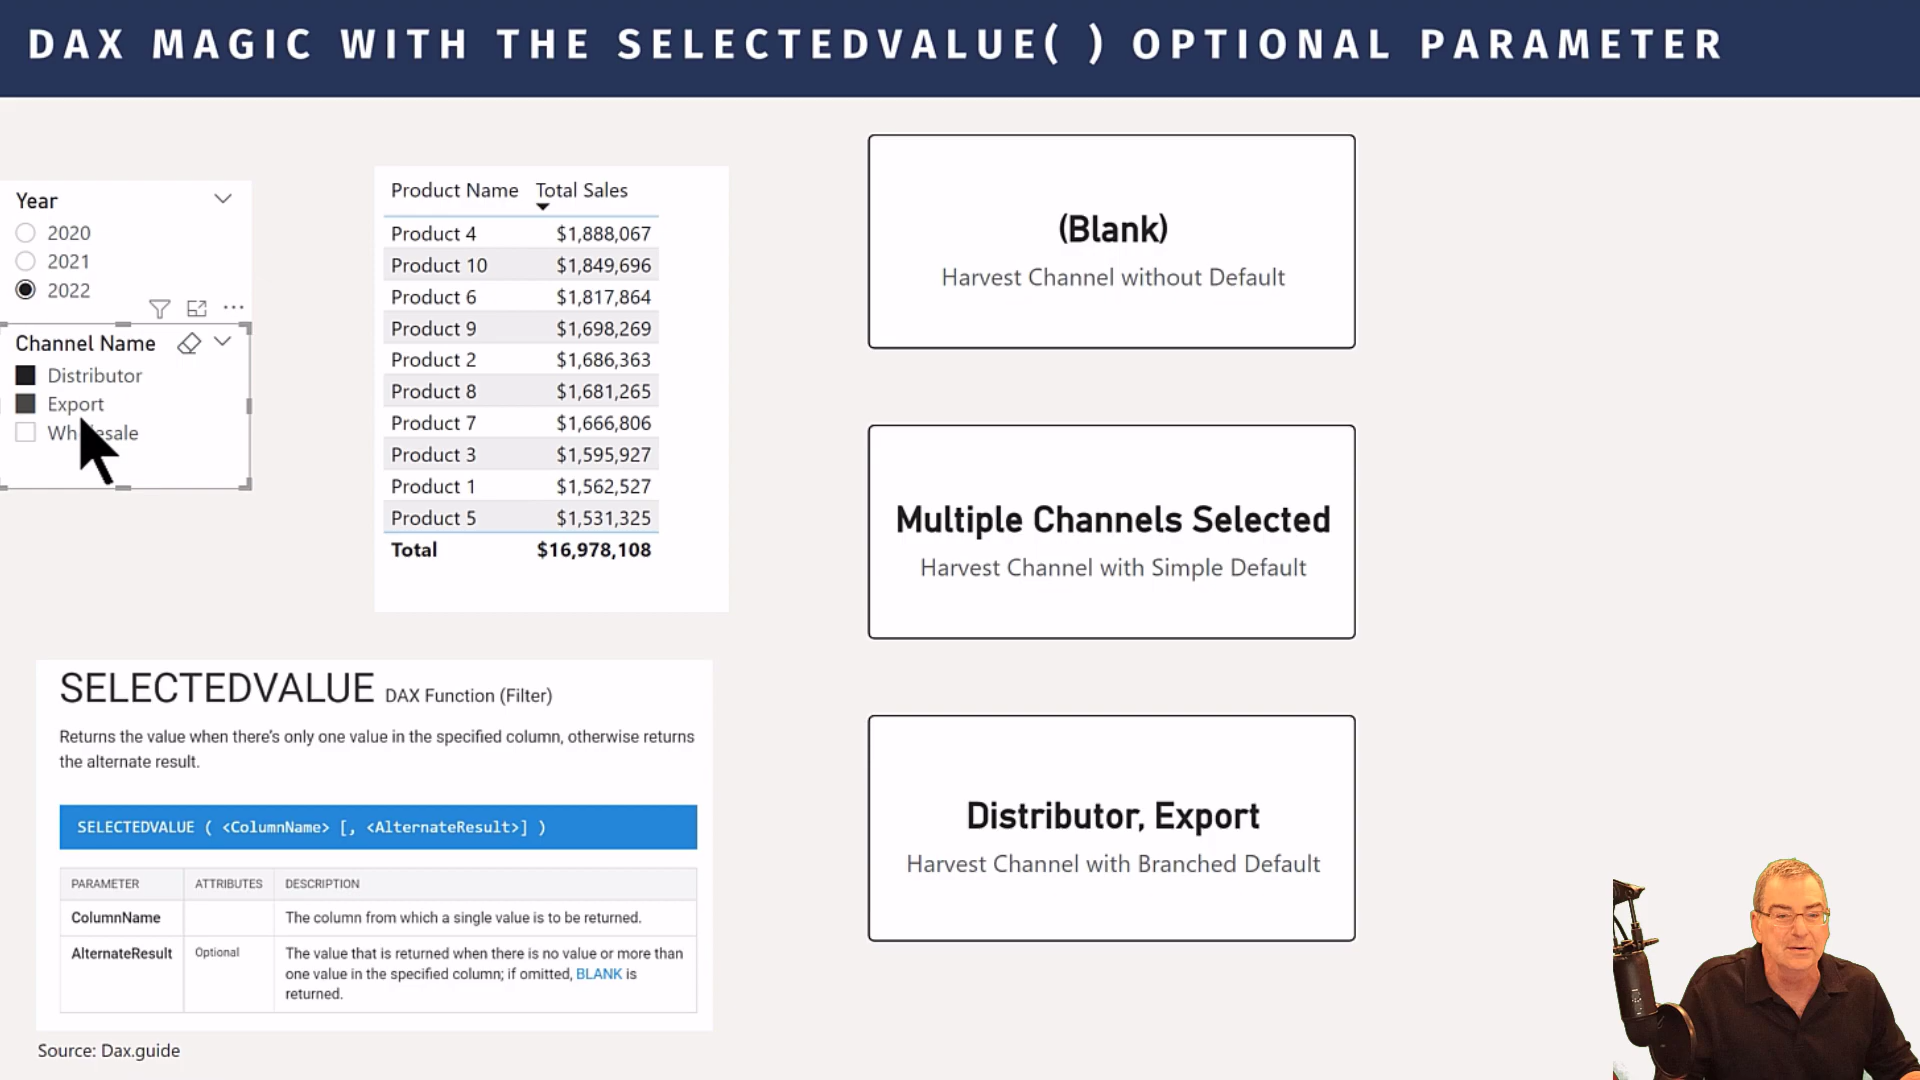 DAX MAGIC WITH THE SELECTEDVALUE( ) OPTIONAL PARAMETER
Year
2020
2021
2022
Channel Name
Distributor
Export
Wholesale
Product Name Total Sales
Product 4 $1,888,067
Product 10 $1,849,696
Product 6 $1,817,864
Product 9 $1,698,269
Product 2 $1,686,363
Product 8 $1,681,265
Product 7 $1,666,806
Product 3 $1,595,927
Product 1 $1,562,527
Product 5 $1,531,325
Total $16,978,108
(Blank)
Harvest Channel without Default
Multiple Channels Selected
Harvest Channel with Simple Default
Distributor, Export
Harvest Channel with Branched Default
SELECTEDVALUE DAX Function (Filter)
Returns the value when there's only one value in the specified column, otherwise returns
the alternate result.
SELECTEDVALUE ( <ColumnName> [, <AlternateResult>] )
PARAMETER ATTRIBUTES DESCRIPTION
ColumnName The column from which a single value is to be returned.
AlternateResult Optional The value that is returned when there is no value or more than
one value in the specified column; if omitted, BLANK is
returned.
Source: Dax.guide